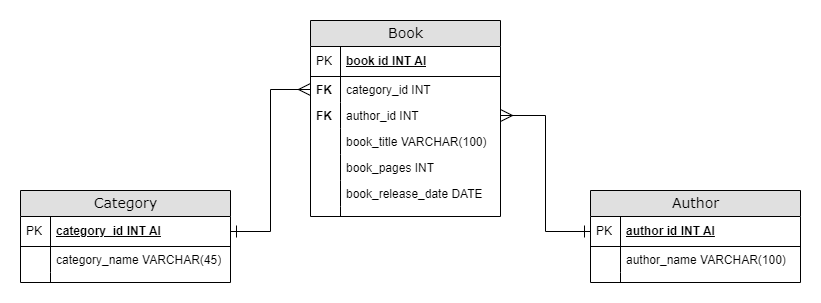 Book
PK book id INT AI
FK category_id INT
FK author_id INT
book_title VARCHAR(100)
book_pages INT
book_release_date DATE
Category
PK category_id INT AI
category_name VARCHAR(45)
Author
PK author id INT AI
author_name VARCHAR(100)